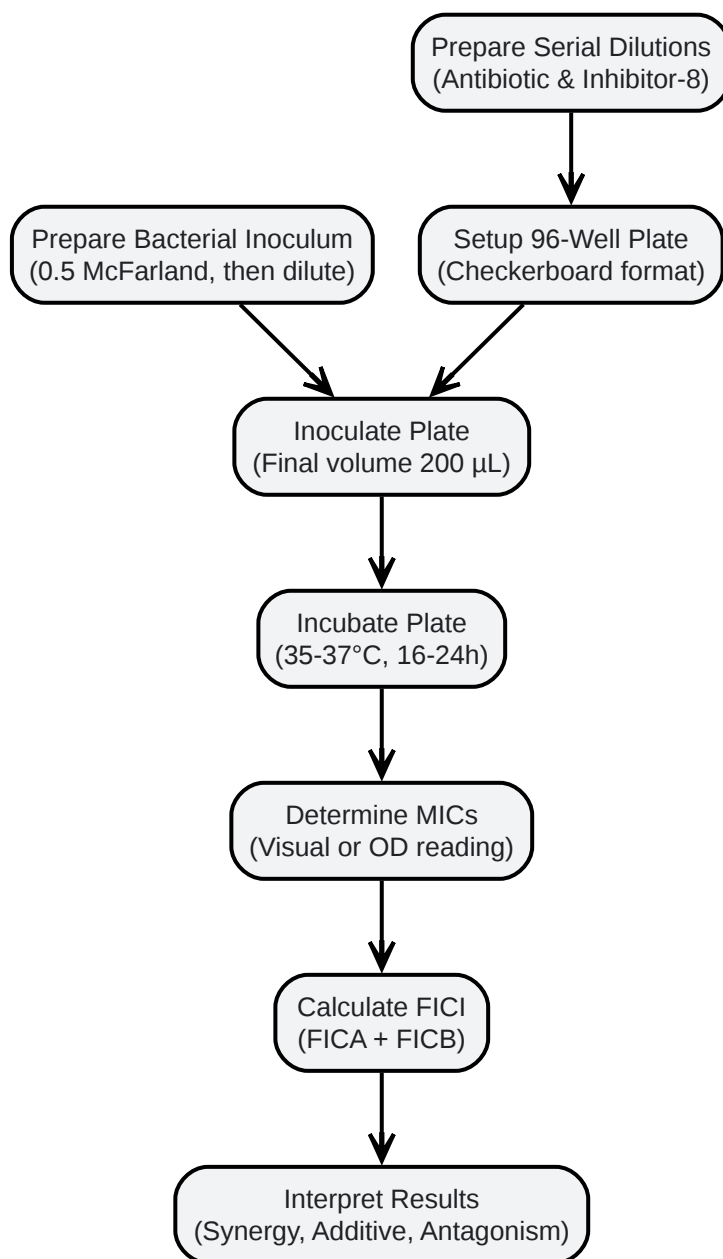 Prepare Serial Dilutions
(Antibiotic & Inhibitor-8)
Prepare Bacterial Inoculum
(0.5 McFarland, then dilute)
Setup 96-Well Plate
(Checkerboard format)
Inoculate Plate
(Final volume 200 µL)
Incubate Plate
(35-37°C, 16-24h)
Determine MICs
(Visual or OD reading)
Calculate FICI
(FICA + FICB)
Interpret Results
(Synergy, Additive, Antagonism)